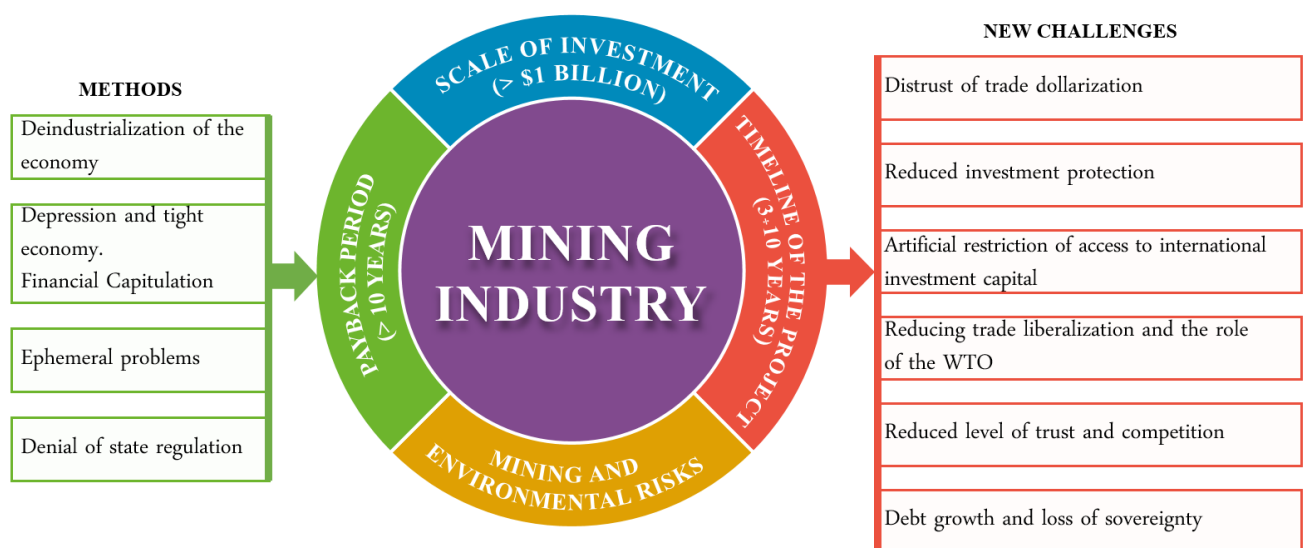 METHODS
Deindustrialization of the
economy
Depression and tight
economy.
Financial Capitulation
Ephemeral problems
Denial of state regulation
SCALE OF INVESTMENT
(> $1 BILLION)
PAYBACK PERIOD
(> 10 YEARS)
MINING
INDUSTRY
TIMELINE OF THE PROJECT
(3÷10 YEARS)
MINING AND
ENVIRONMENTAL RISKS
NEW CHALLENGES
Distrust of trade dollarization
Reduced investment protection
Artificial restriction of access to international
investment capital
Reducing trade liberalization and the role
of the WTO
Reduced level of trust and competition
Debt growth and loss of sovereignty